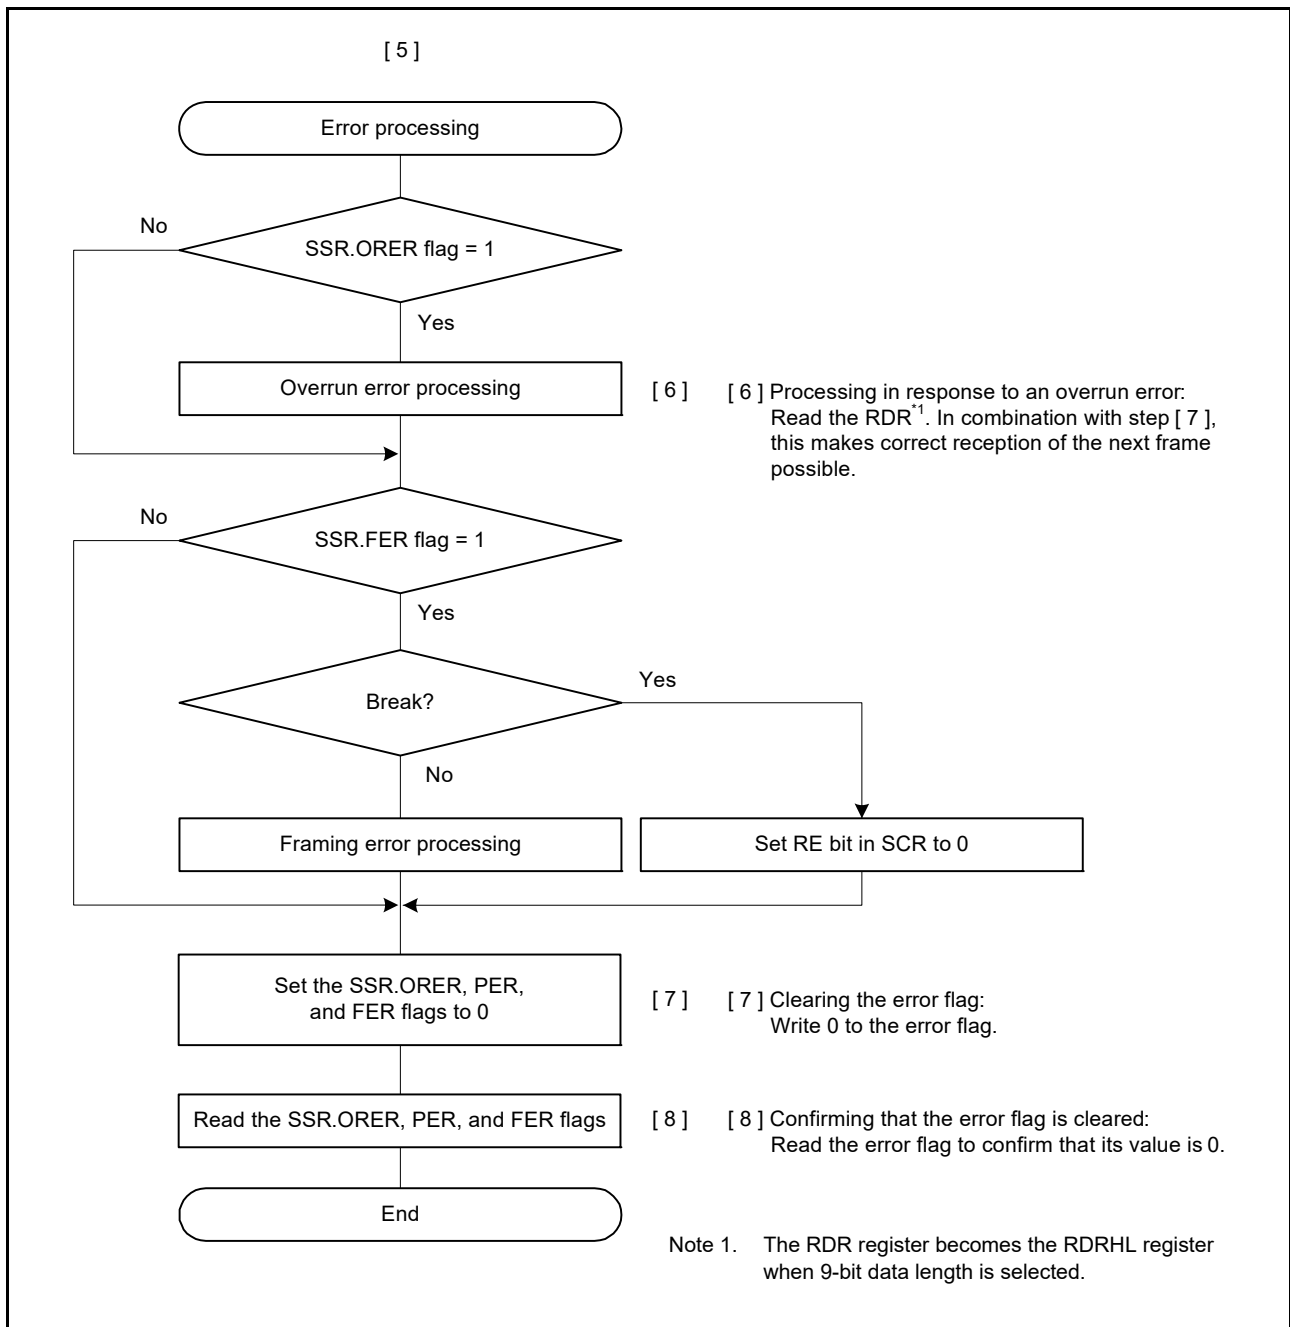 [ 5 ]
Error processing
No
SSR.ORER flag = 1
Yes
Overrun error processing
[ 6 ]
[ 6 ] Processing in response to an overrun error:
Read the RDR*1. In combination with step [ 7 ],
this makes correct reception of the next frame
possible.
No
SSR.FER flag = 1
Yes
Break?
Yes
No
Framing error processing
Set RE bit in SCR to 0
Set the SSR.ORER, PER,
and FER flags to 0
[ 7 ]
[ 7 ] Clearing the error flag:
Write 0 to the error flag.
Read the SSR.ORER, PER, and FER flags
[ 8 ]
[ 8 ] Confirming that the error flag is cleared:
Read the error flag to confirm that its value is 0.
End
Note 1. The RDR register becomes the RDRHL register
when 9-bit data length is selected.